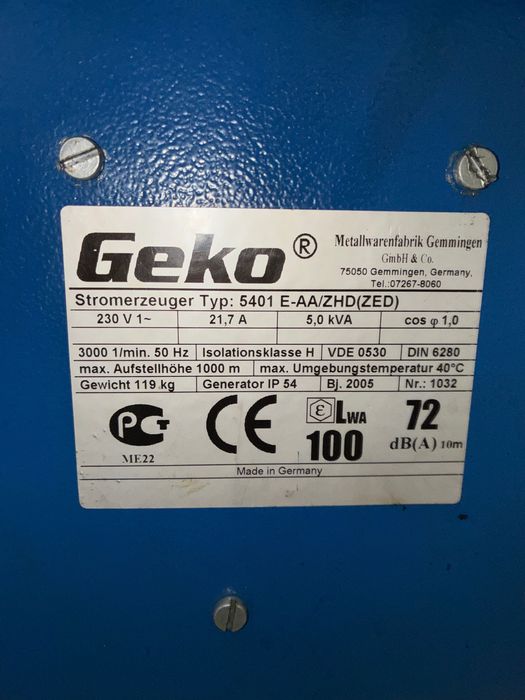 Geko®
Metallwarenfabrik Gemmingen
GmbH & Co.
75050 Gemmingen, Germany,
Tel.:07267-8060
Stromerzeuger Typ: 5401 E-AA/ZHD(ZED)
230 V 1~ 21,7 A 5,0 kVA cos φ 1,0
3000 1/min. 50 Hz Isolationsklasse H VDE 0530 DIN 6280
max. Aufstellhöhe 1000 m max. Umgebungstemperatur 40°C
Gewicht 119 kg Generator IP 54 Bj. 2005 Nr.: 1032
PCT
ME22
CE
ε LWA
100
72
dB(A) 10m
Made in Germany